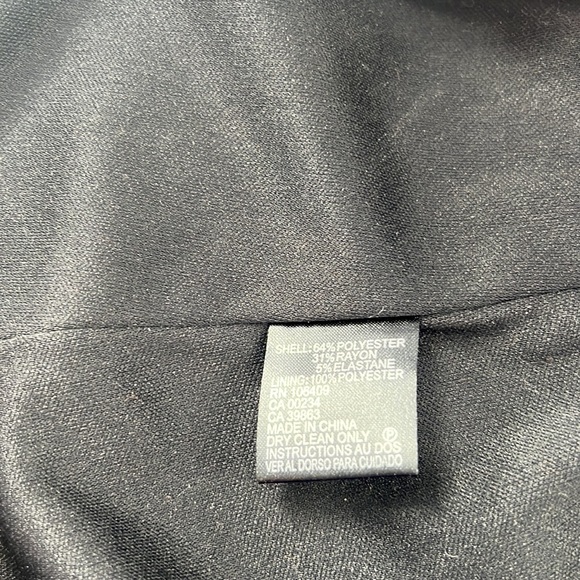 SHELL: 64% POLYESTER
31% RAYON
5% ELASTANE
LINING: 100% POLYESTER
RN 106409
CA 00234
CA 39863
MADE IN CHINA
DRY CLEAN ONLY P
INSTRUCTIONS AU DOS
VER AL DORSO PARA CUIDADO